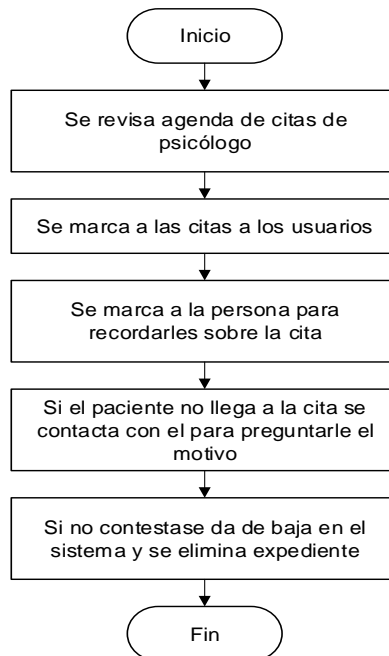 Inicio
Se revisa agenda de citas de
psicólogo
Se marca a las citas a los usuarios
Se marca a la persona para
recordarles sobre la cita
Si el paciente no llega a la cita se
contacta con el para preguntarle el
motivo
Si no contestase da de baja en el
sistema y se elimina expediente
Fin